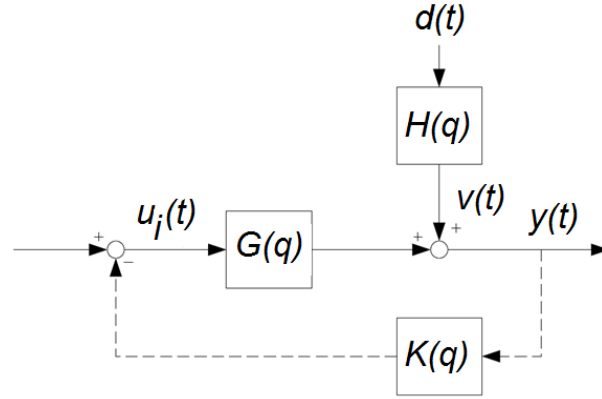 d(t)
H(q)
v(t)
+
u_i(t)
+
G(q)
+
y(t)
−
K(q)